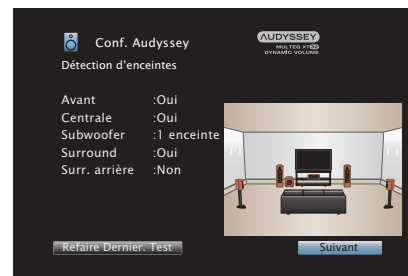 Conf. Audyssey
AUDYSSEY
MULTEQ XT32
DYNAMIC VOLUME
Détection d'enceintes
Avant :Oui
Centrale :Oui
Subwoofer :1 enceinte
Surround :Oui
Surr. arrière :Non
Refaire Dernier. Test
Suivant